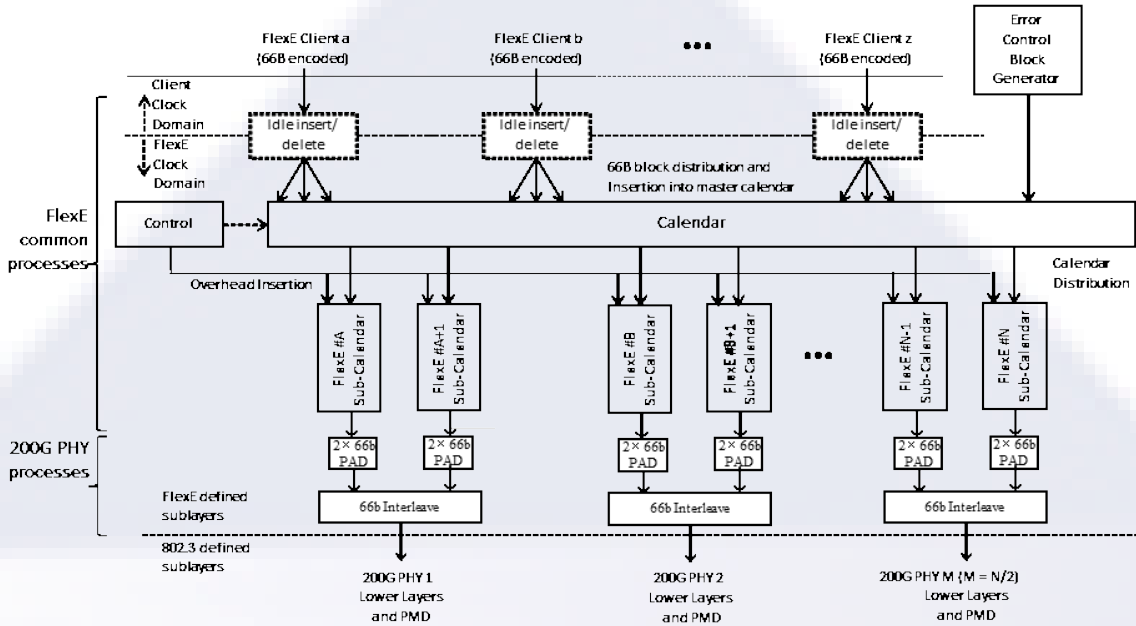 FlexE Client a
(66B encoded)
FlexE Client b
(66B encoded)
•••
FlexE Client z
(66B encoded)
Error
Control
Block
Generator
Client
Clock
Domain
FlexE
Clock
Domain
Idle insert/
delete
Idle insert/
delete
Idle insert/
delete
66B block distribution and
Insertion into master calendar
FlexE
common
processes
Control
Calendar
Overhead Insertion
Calendar
Distribution
FlexE #A
Sub-Calendar
FlexE #A+1
Sub-Calendar
FlexE #B
Sub-Calendar
FlexE #B+1
Sub-Calendar
•••
FlexE #N-1
Sub-Calendar
FlexE #N
Sub-Calendar
200G PHY
processes
2× 66b
PAD
2× 66b
PAD
2× 66b
PAD
2× 66b
PAD
2× 66b
PAD
2× 66b
PAD
FlexE defined
sublayers
66b Interleave
66b Interleave
66b Interleave
802.3 defined
sublayers
200G PHY 1
Lower Layers
and PMD
200G PHY 2
Lower Layers
and PMD
200G PHY M (M = N/2)
Lower Layers
and PMD